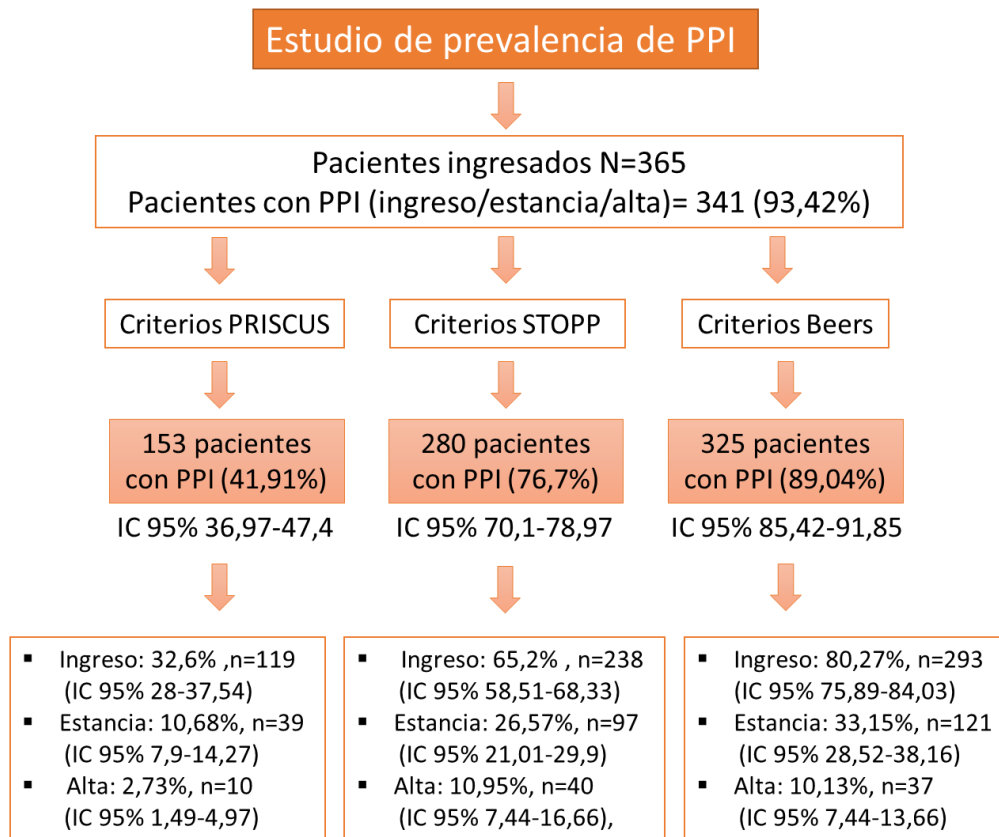 Estudio de prevalencia de PPI
Pacientes ingresados N=365
Pacientes con PPI (ingreso/estancia/alta)= 341 (93,42%)
Criterios PRISCUS
Criterios STOPP
Criterios Beers
153 pacientes
con PPI (41,91%)
280 pacientes
con PPI (76,7%)
325 pacientes
con PPI (89,04%)
IC 95% 36,97-47,4
IC 95% 70,1-78,97
IC 95% 85,42-91,85
▪ Ingreso: 32,6% ,n=119
(IC 95% 28-37,54)
▪ Estancia: 10,68%, n=39
(IC 95% 7,9-14,27)
▪ Alta: 2,73%, n=10
(IC 95% 1,49-4,97)
▪ Ingreso: 65,2% , n=238
(IC 95% 58,51-68,33)
▪ Estancia: 26,57%, n=97
(IC 95% 21,01-29,9)
▪ Alta: 10,95%, n=40
(IC 95% 7,44-16,66),
▪ Ingreso: 80,27%, n=293
(IC 95% 75,89-84,03)
▪ Estancia: 33,15%, n=121
(IC 95% 28,52-38,16)
▪ Alta: 10,13%, n=37
(IC 95% 7,44-13,66)